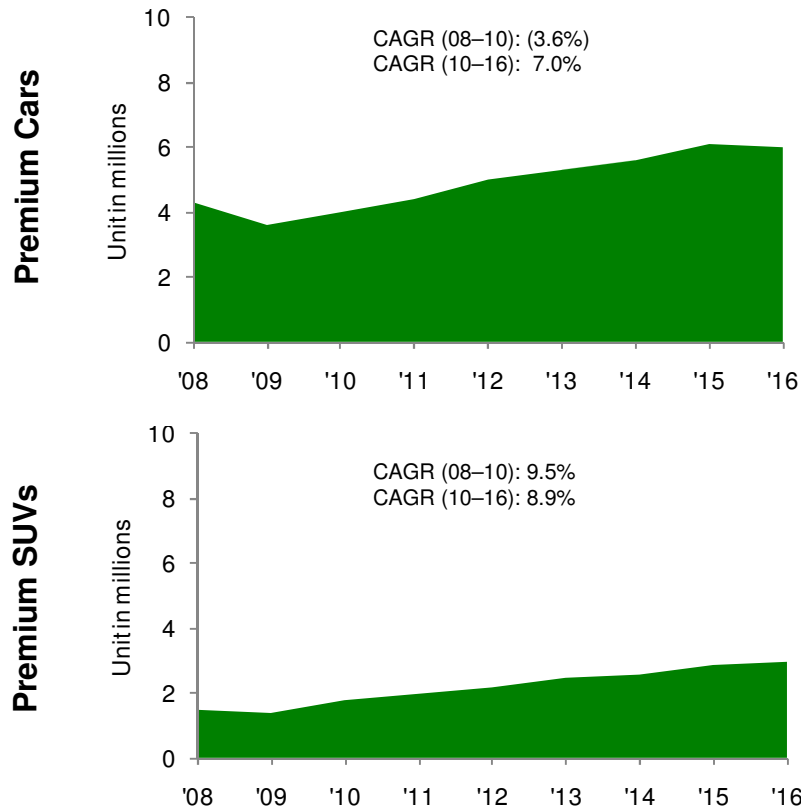 Premium Cars
Unit in millions
CAGR (08–10): (3.6%)
CAGR (10–16):  7.0%
10
8
6
4
2
0
'08 '09 '10 '11 '12 '13 '14 '15 '16
Premium SUVs
Unit in millions
CAGR (08–10): 9.5%
CAGR (10–16): 8.9%
10
8
6
4
2
0
'08 '09 '10 '11 '12 '13 '14 '15 '16